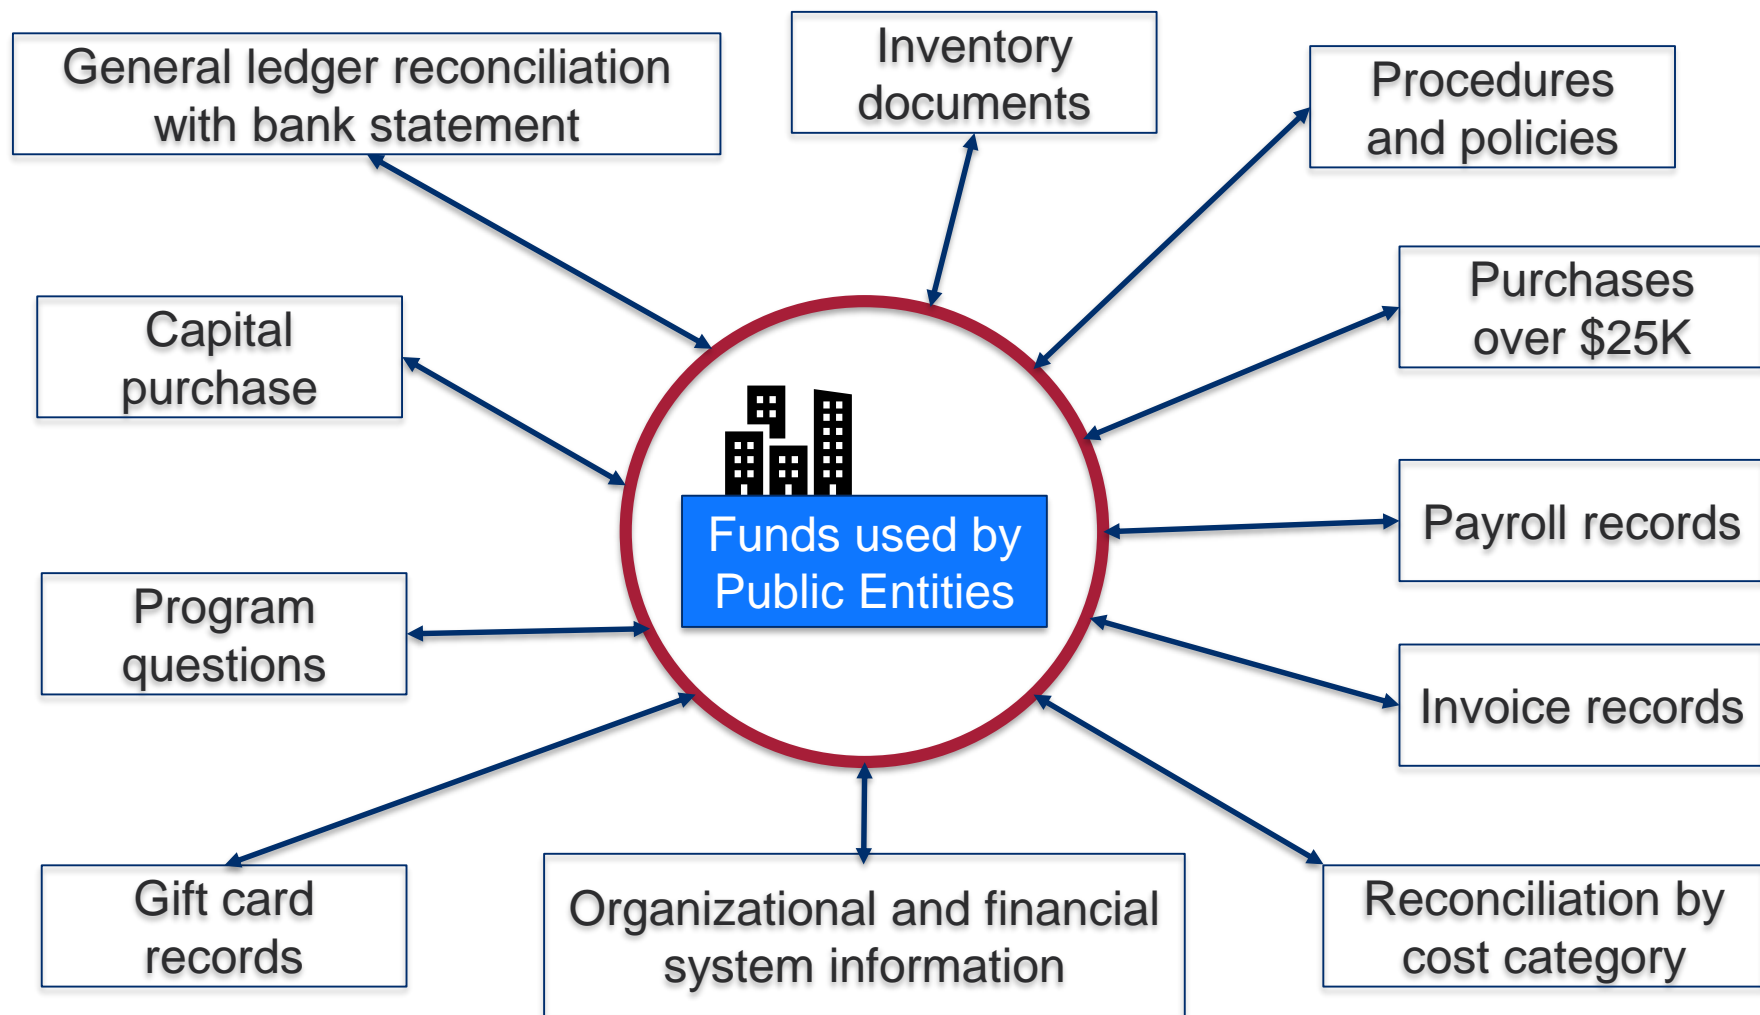 General ledger reconciliation
with bank statement
Inventory
documents
Procedures
and policies
Capital
purchase
Purchases
over $25K
Funds used by
Public Entities
Payroll records
Program
questions
Invoice records
Gift card
records
Organizational and financial
system information
Reconciliation by
cost category